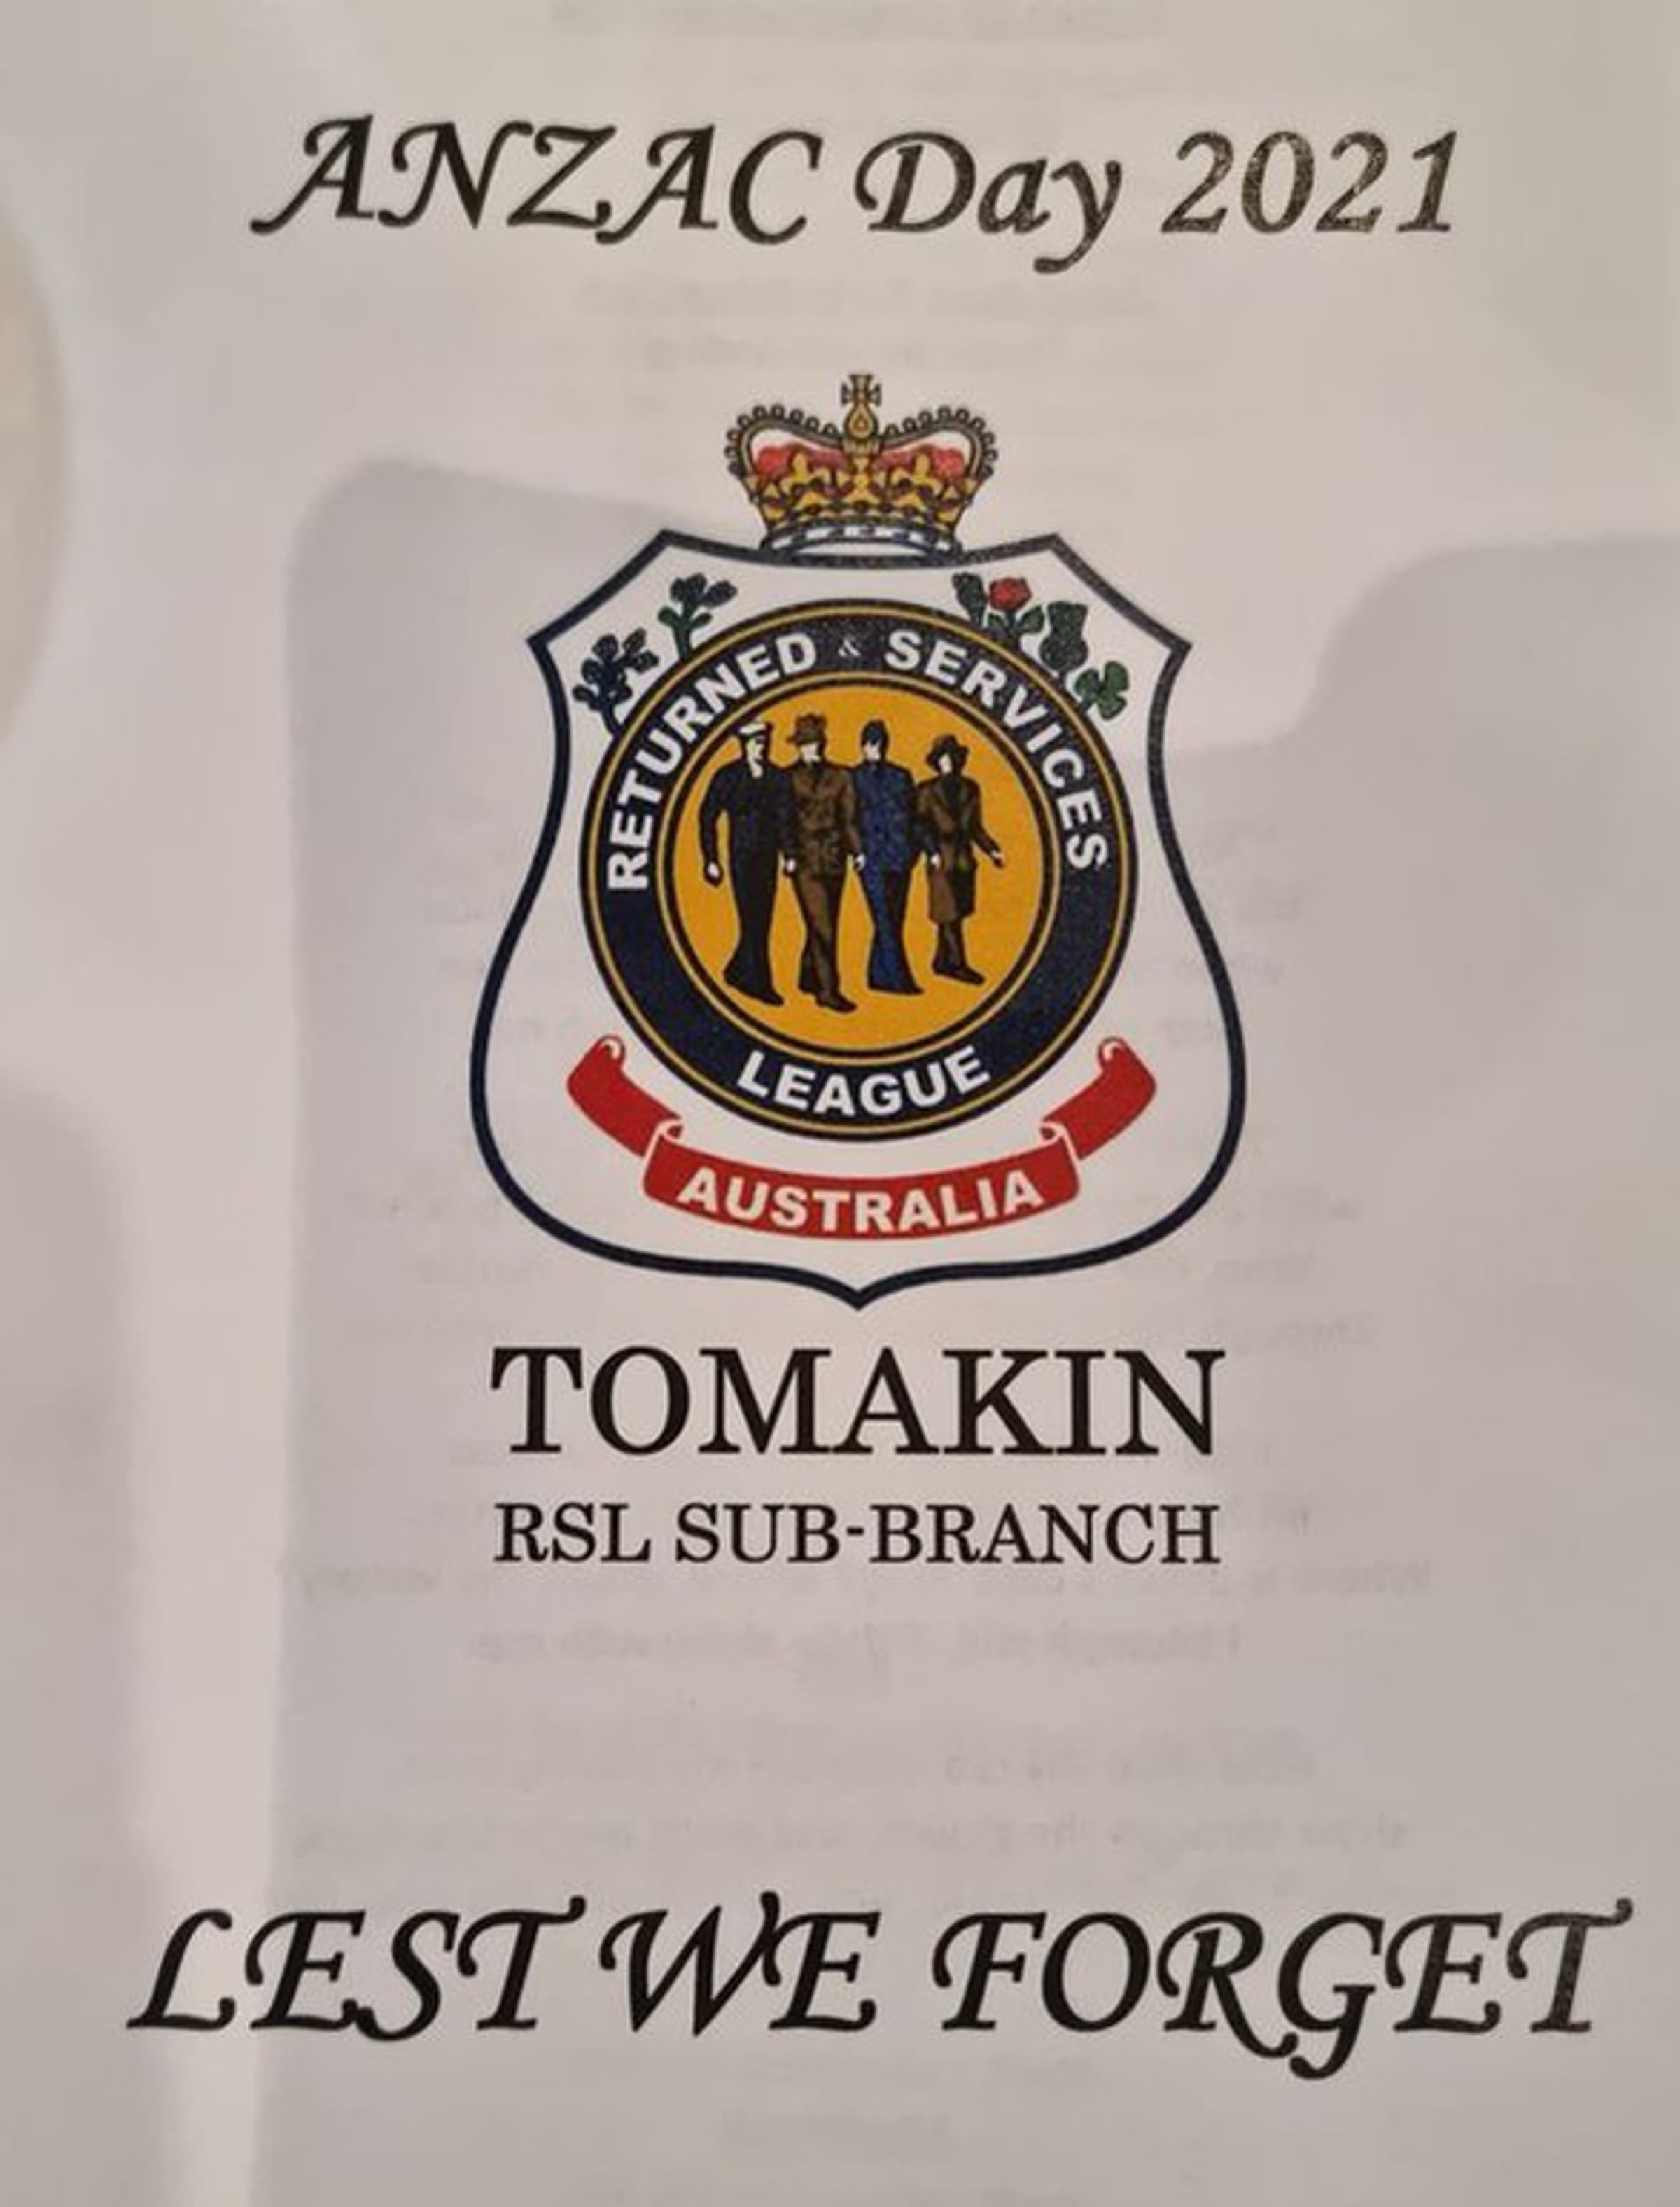 ANZAC Day 2021
RETURNED & SERVICES
LEAGUE
AUSTRALIA
TOMAKIN
RSL SUB-BRANCH
LEST WE FORGET